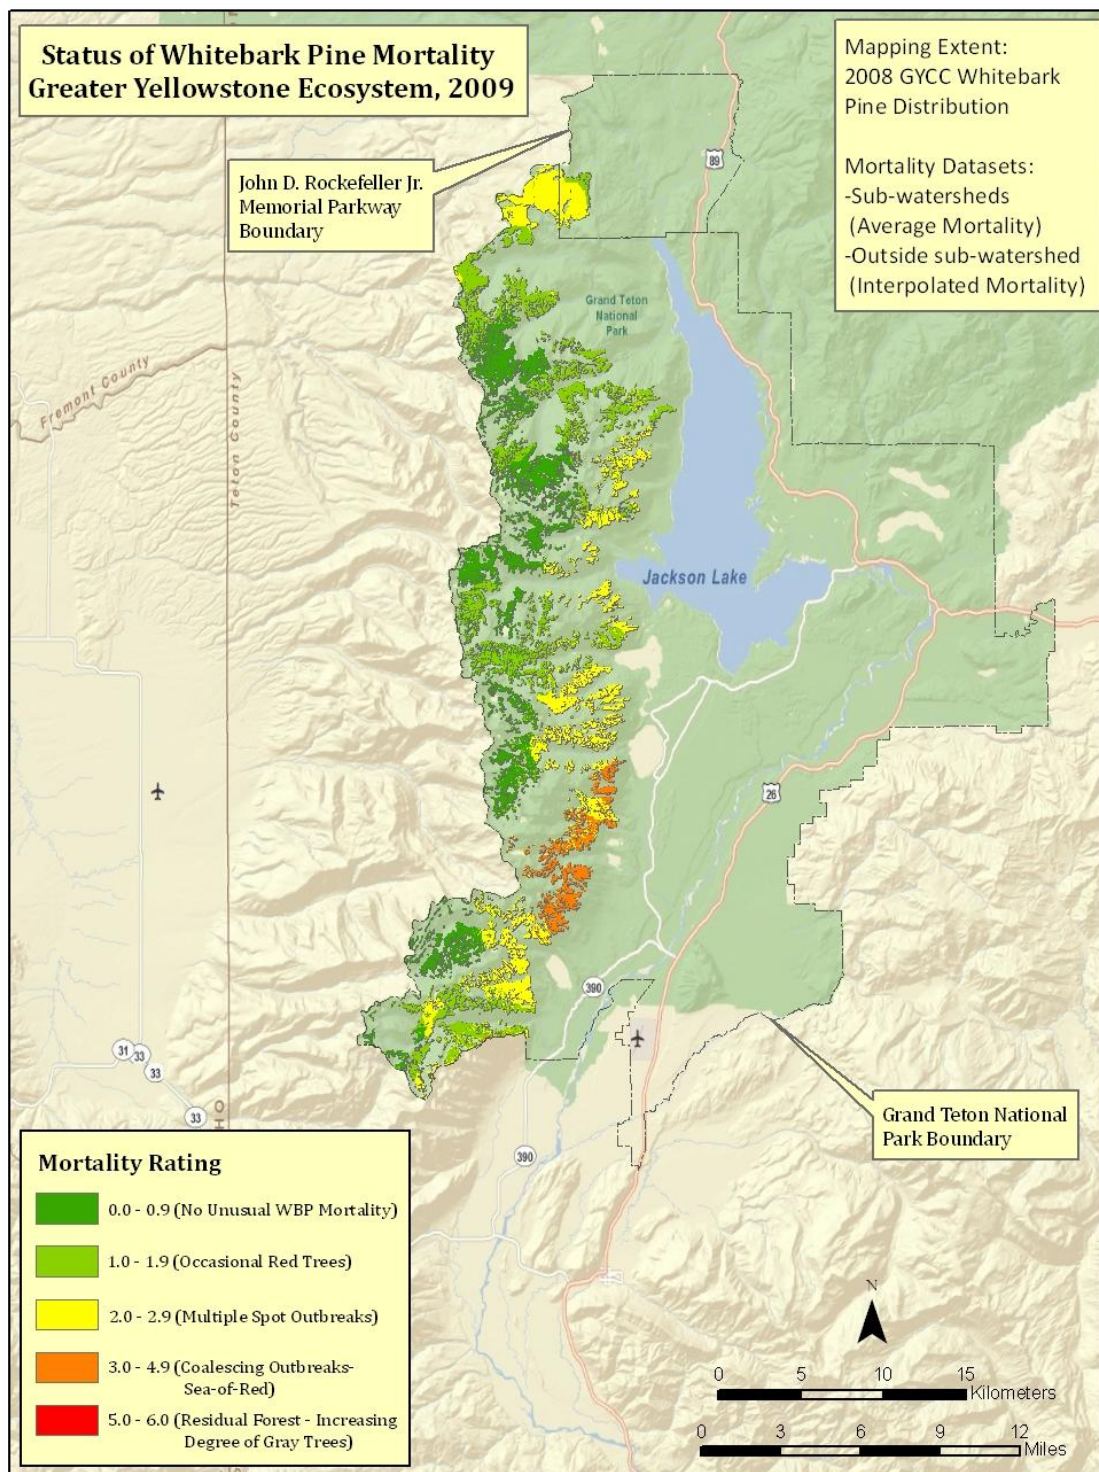 Status of Whitebark Pine Mortality
Greater Yellowstone Ecosystem, 2009
Mapping Extent:
2008 GYCC Whitebark
Pine Distribution
Mortality Datasets:
-Sub-watersheds
(Average Mortality)
-Outside sub-watershed
(Interpolated Mortality)
John D. Rockefeller Jr.
Memorial Parkway
Boundary
89
Grand Teton
National
Park
Fremont County
Teton County
Jackson Lake
26
390
31
33
33
33
HO
390
Grand Teton National
Park Boundary
Mortality Rating
0.0 - 0.9 (No Unusual WBP Mortality)
1.0 - 1.9 (Occasional Red Trees)
2.0 - 2.9 (Multiple Spot Outbreaks)
3.0 - 4.9 (Coalescing Outbreaks-
Sea-of-Red)
5.0 - 6.0 (Residual Forest - Increasing
Degree of Gray Trees)
N
0 5 10 15
Kilometers
0 3 6 9 12
Miles